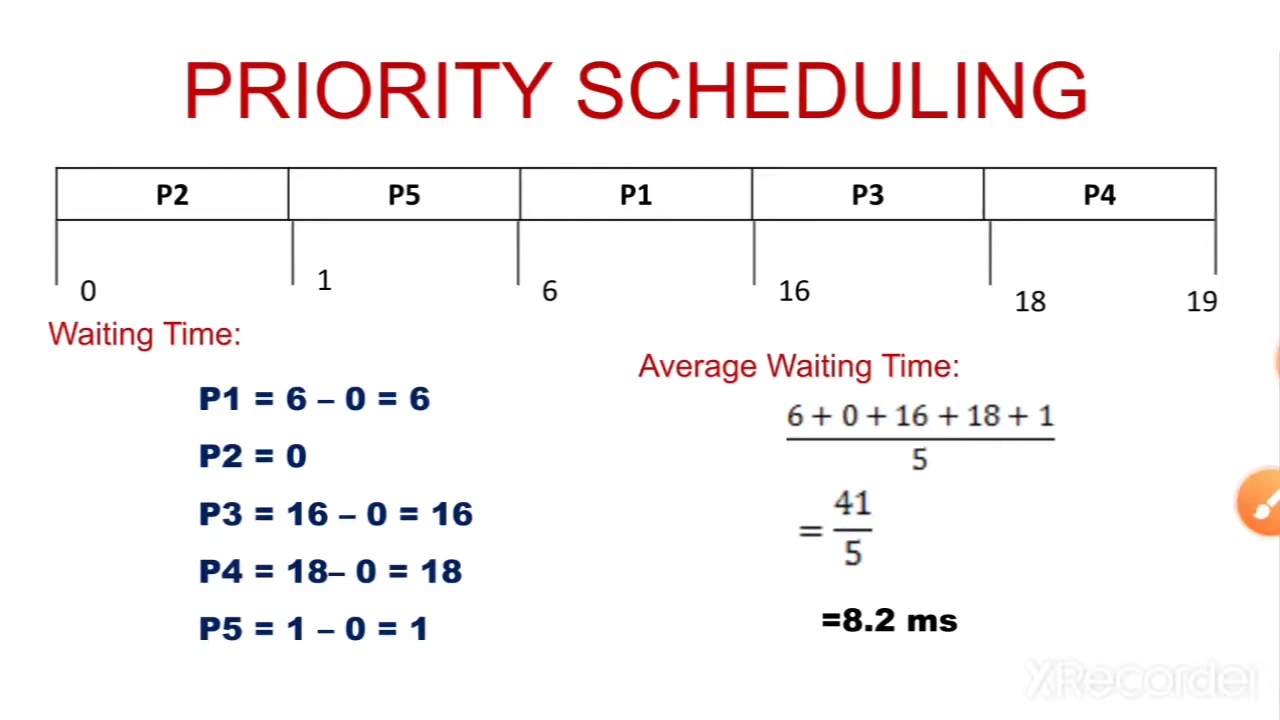 PRIORITY SCHEDULING
P2 P5 P1 P3 P4
0 1 6 16 18 19
Waiting Time:
P1 = 6 – 0 = 6
P2 = 0
P3 = 16 – 0 = 16
P4 = 18– 0 = 18
P5 = 1 – 0 = 1
Average Waiting Time:
6 + 0 + 16 + 18 + 1
5
= 41
5
=8.2 ms
XRecorder